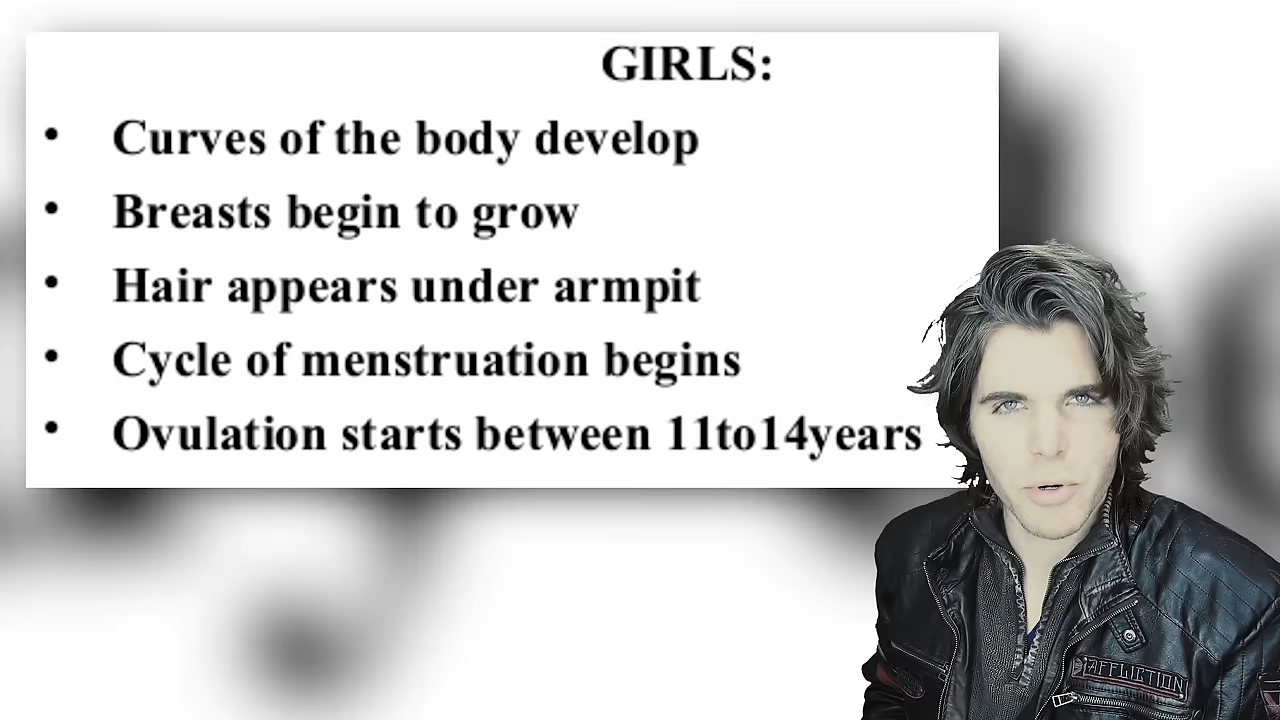 GIRLS:
• Curves of the body develop
• Breasts begin to grow
• Hair appears under armpit
• Cycle of menstruation begins
• Ovulation starts between 11to14years
AFFLICTION